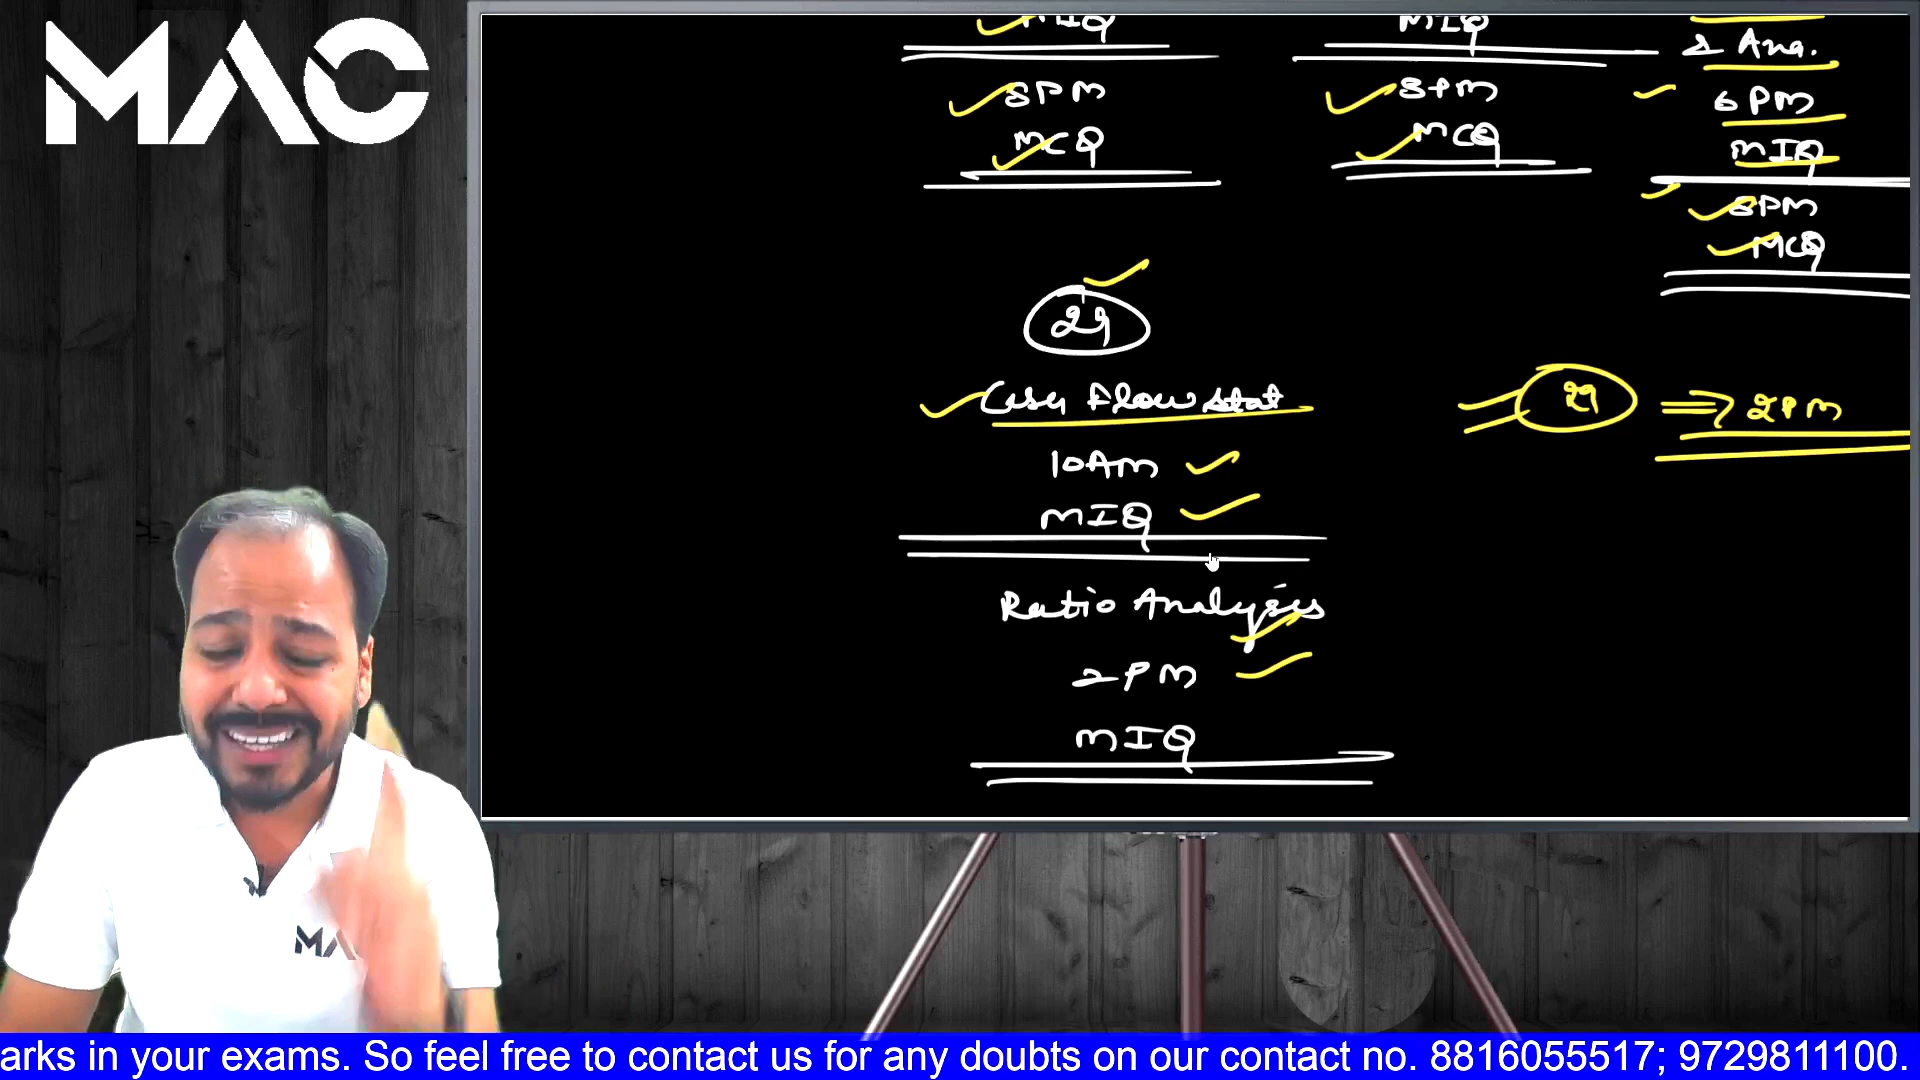 MAC
MIQ
8PM
MCQ
MIQ
8PM
MCQ
& Ana.
6 PM
MIQ
8PM
MCQ
29
Cash Flow Stat
10AM
MIQ
Ratio Analysis
2PM
MIQ
29 ⇒ 2PM
MA
arks in your exams. So feel free to contact us for any doubts on our contact no. 8816055517; 9729811100.